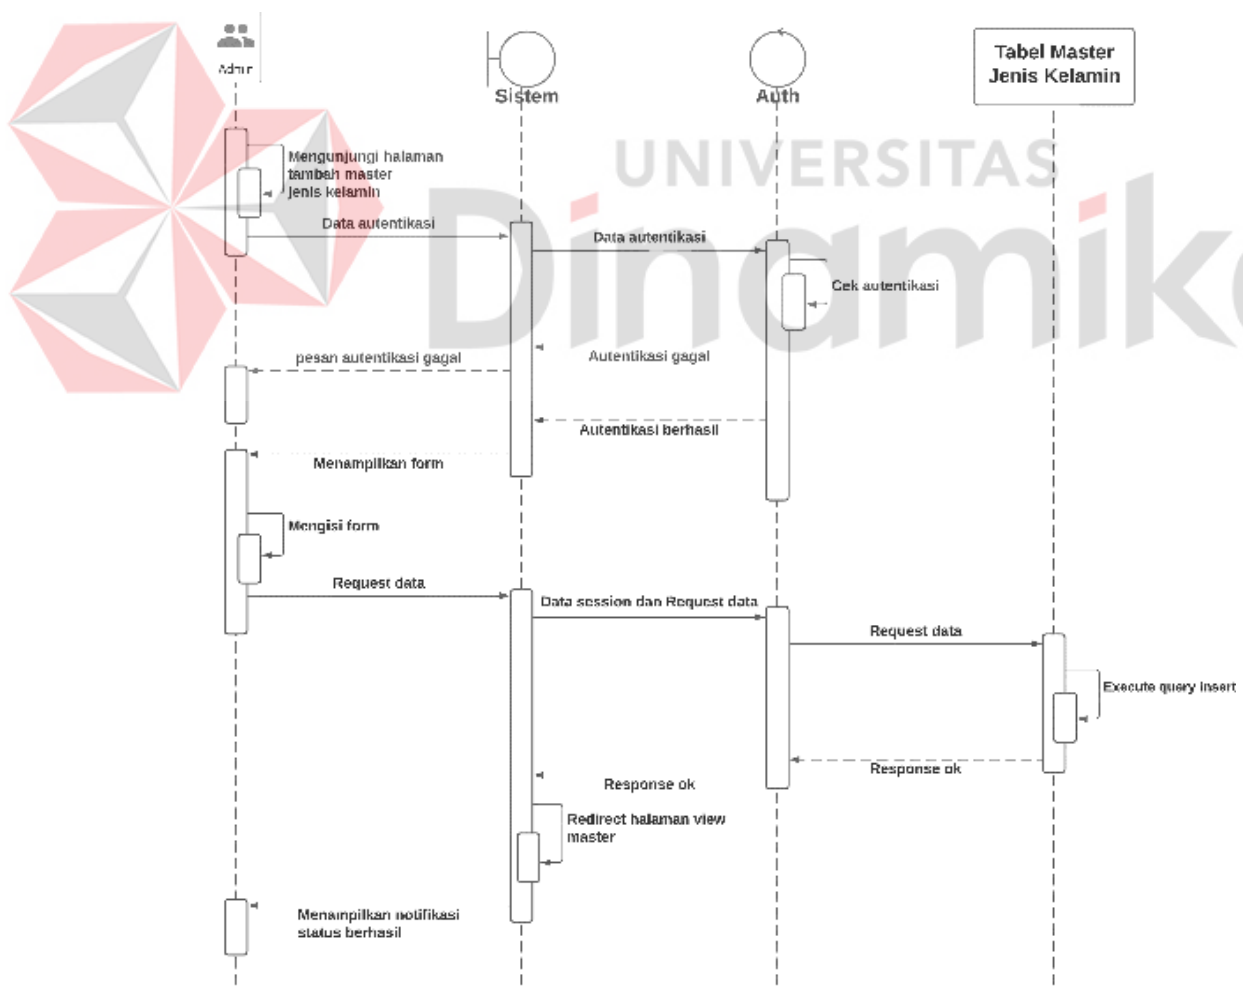 Admin
Sistem
Auth
Tabel Master
Jenis Kelamin
UNIVERSITAS
Dinamika
Mengunjungi halaman
tambah master
jenis kelamin
Data autentikasi
Data autentikasi
Cek autentikasi
pesan autentikasi gagal
Autentikasi gagal
Autentikasi berhasil
Menampilkan form
Mengisi form
Request data
Data session dan Request data
Request data
Execute query insert
Response ok
Response ok
Redirect halaman view
master
Menampilkan notifikasi
status berhasil